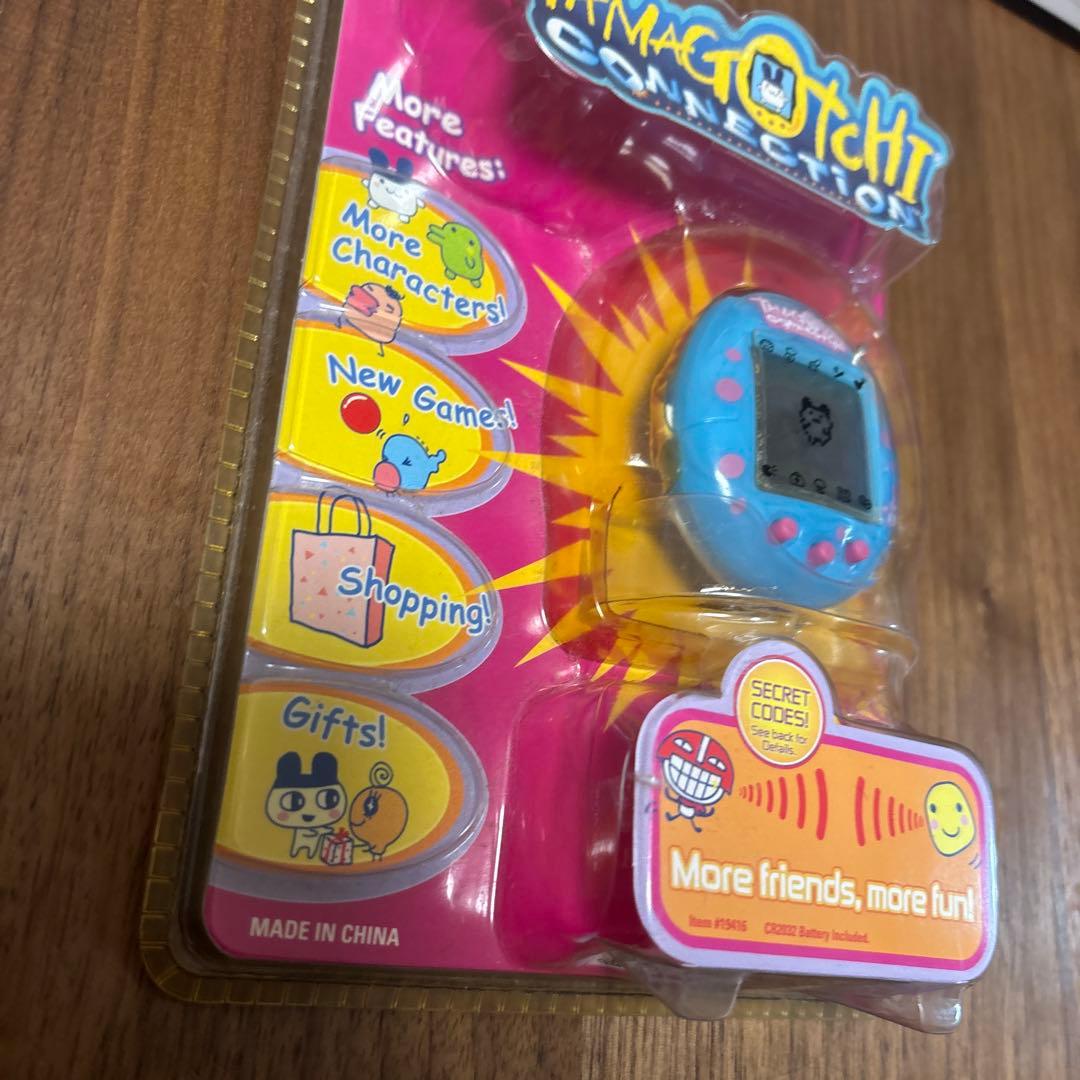 TAMAGOTCHI
CONNECTION
More
Features:
More
Characters!
New Games!
Shopping!
Gifts!
MADE IN CHINA
SECRET
CODES!
See back for
Details.
More friends, more fun!
Item #19416 CR2032 Battery Included.